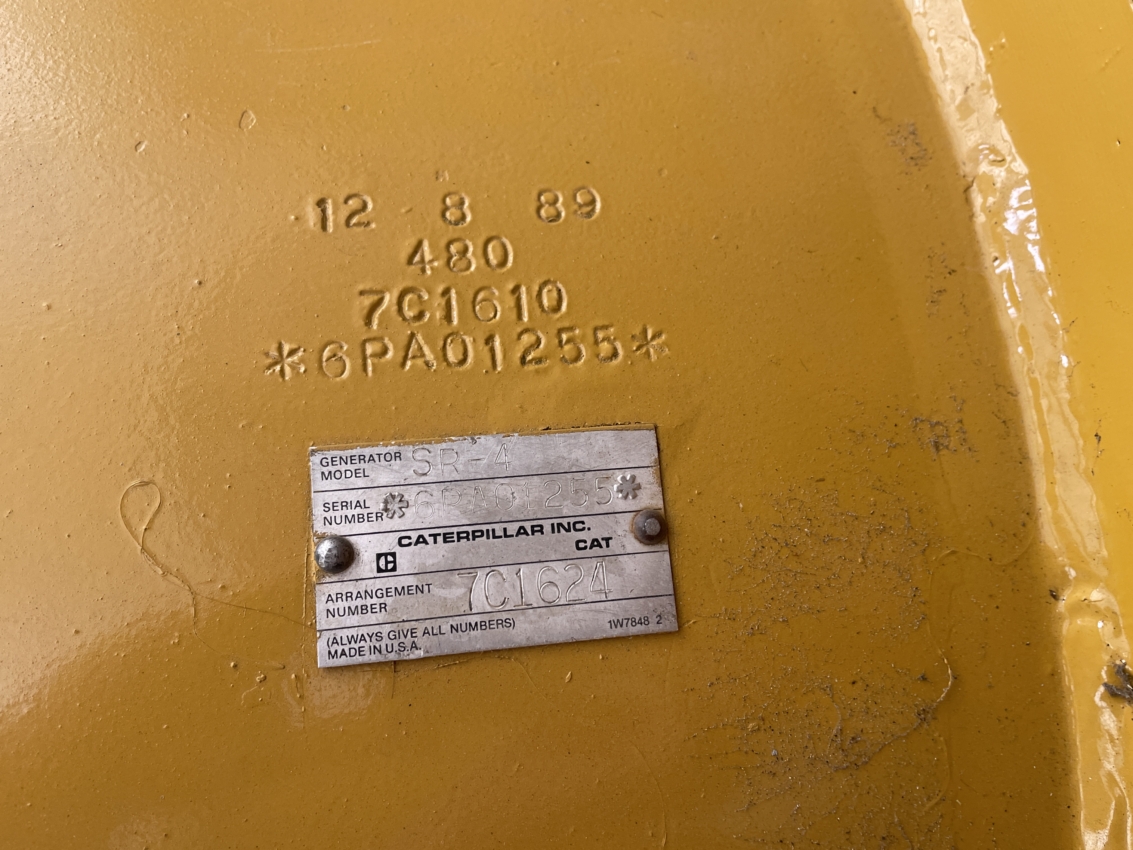 12 8 89
480
7C1610
*6PA01255*
GENERATOR MODEL SR-4
SERIAL NUMBER *6PA01255*
CATERPILLAR INC.
C CAT
ARRANGEMENT NUMBER 7C1624
(ALWAYS GIVE ALL NUMBERS) 1W7848 2
MADE IN U.S.A.